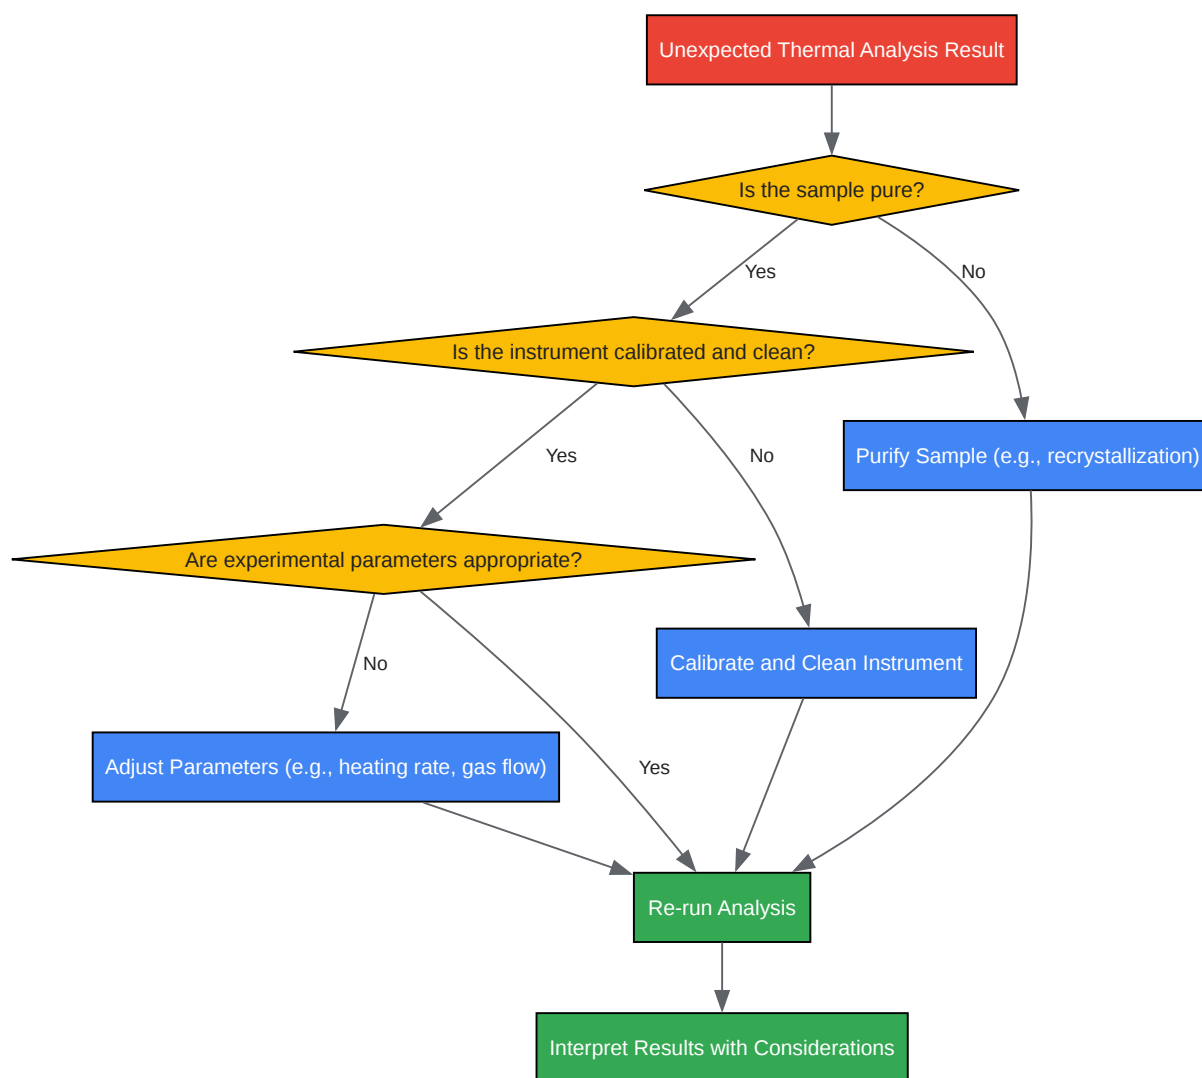 Unexpected Thermal Analysis Result
Is the sample pure?
Yes
No
Is the instrument calibrated and clean?
Yes
No
Purify Sample (e.g., recrystallization)
Are experimental parameters appropriate?
No
Calibrate and Clean Instrument
Adjust Parameters (e.g., heating rate, gas flow)
Yes
Re-run Analysis
Interpret Results with Considerations